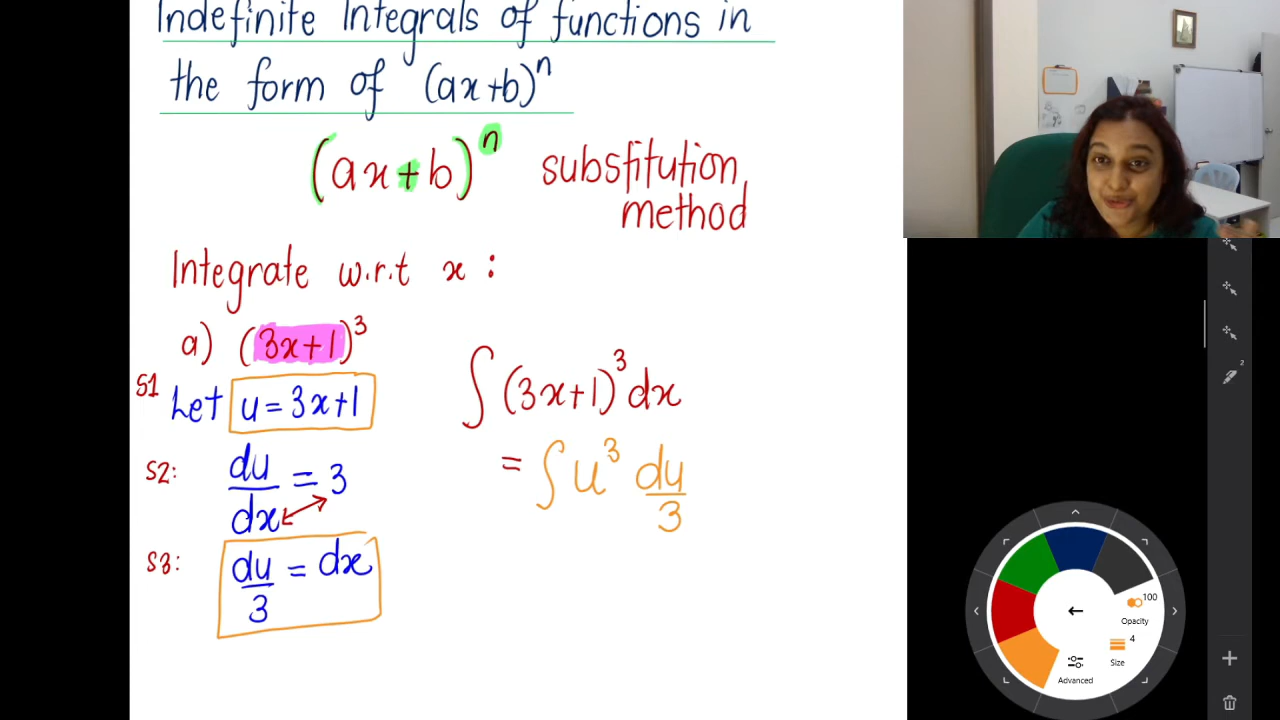 Indefinite Integrals of functions in
the form of (ax+b)^n
(ax+b)^n substitution
method
Integrate w.r.t x :
a) (3x+1)^3
S1 Let u = 3x+1
S2: du/dx = 3
S3: du/3 = dx
∫(3x+1)^3 dx
= ∫ u^3 du/3
2
100
Opacity
4
Size
Advanced